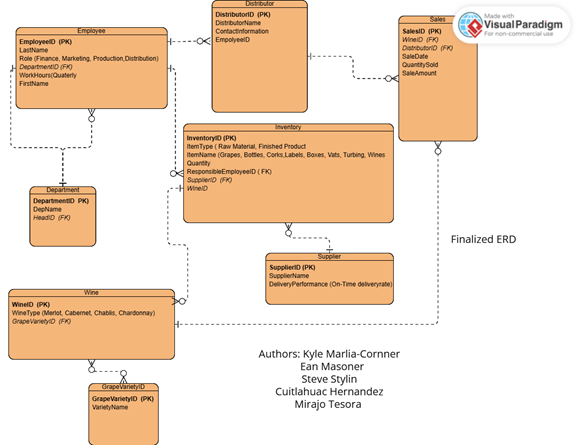 Made with
Visual Paradigm
For non-commercial use
Employee
EmployeeID (PK)
LastName
Role (Finance, Marketing, Production,Distribution)
DepartmentID (FK)
WorkHours(Quaterly
FirstName
Distributor
DistributorID (PK)
DistributorName
ContactInformation
EmpolyeeID
Sales
SalesID (PK)
WineID (FK)
DistributorID (FK)
SaleDate
QuantitySold
SaleAmount
Inventory
InventoryID (PK)
ItemType ( Raw Material, Finished Product
ItemName (Grapes, Bottles, Corks,Labels, Boxes, Vats, Turbing, Wines
Quantity
ResponsibleEmployeeID ( FK)
SupplierID (FK)
WineID
Department
DepartmentID PK)
DepName
HeadID (FK)
Supplier
SupplierID (PK)
SupplierName
DeliveryPerformance (On-Time deliveryrate)
Finalized ERD
Wine
WineID (PK)
WineType (Merlot, Cabernet, Chablis, Chardonnay)
GrapeVarietyID (FK)
GrapeVarietyID
GrapeVarietyID (PK)
VarietyName
Authors: Kyle Marlia-Cornner
Ean Masoner
Steve Stylin
Cuitlahuac Hernandez
Mirajo Tesora